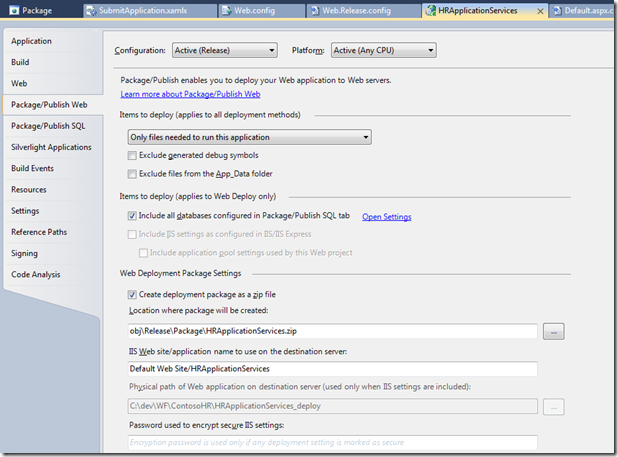 Package
SubmitApplication.xamlx
Web.config
Web.Release.config
HRApplicationServices
Default.aspx.c
Application
Build
Web
Package/Publish Web
Package/Publish SQL
Silverlight Applications
Build Events
Resources
Settings
Reference Paths
Signing
Code Analysis
Configuration: Active (Release) Platform: Active (Any CPU)
Package/Publish enables you to deploy your Web application to Web servers.
Learn more about Package/Publish Web
Items to deploy (applies to all deployment methods)
Only files needed to run this application
Exclude generated debug symbols
Exclude files from the App_Data folder
Items to deploy (applies to Web Deploy only)
Include all databases configured in Package/Publish SQL tab Open Settings
Include IIS settings as configured in IIS/IIS Express
Include application pool settings used by this Web project
Web Deployment Package Settings
Create deployment package as a zip file
Location where package will be created:
obj\Release\Package\HRApplicationServices.zip ...
IIS Web site/application name to use on the destination server:
Default Web Site/HRApplicationServices
Physical path of Web application on destination server (used only when IIS settings are included):
C:\dev\WF\ContosoHR\HRApplicationServices_deploy ...
Password used to encrypt secure IIS settings:
Encryption password is used only if any deployment setting is marked as secure